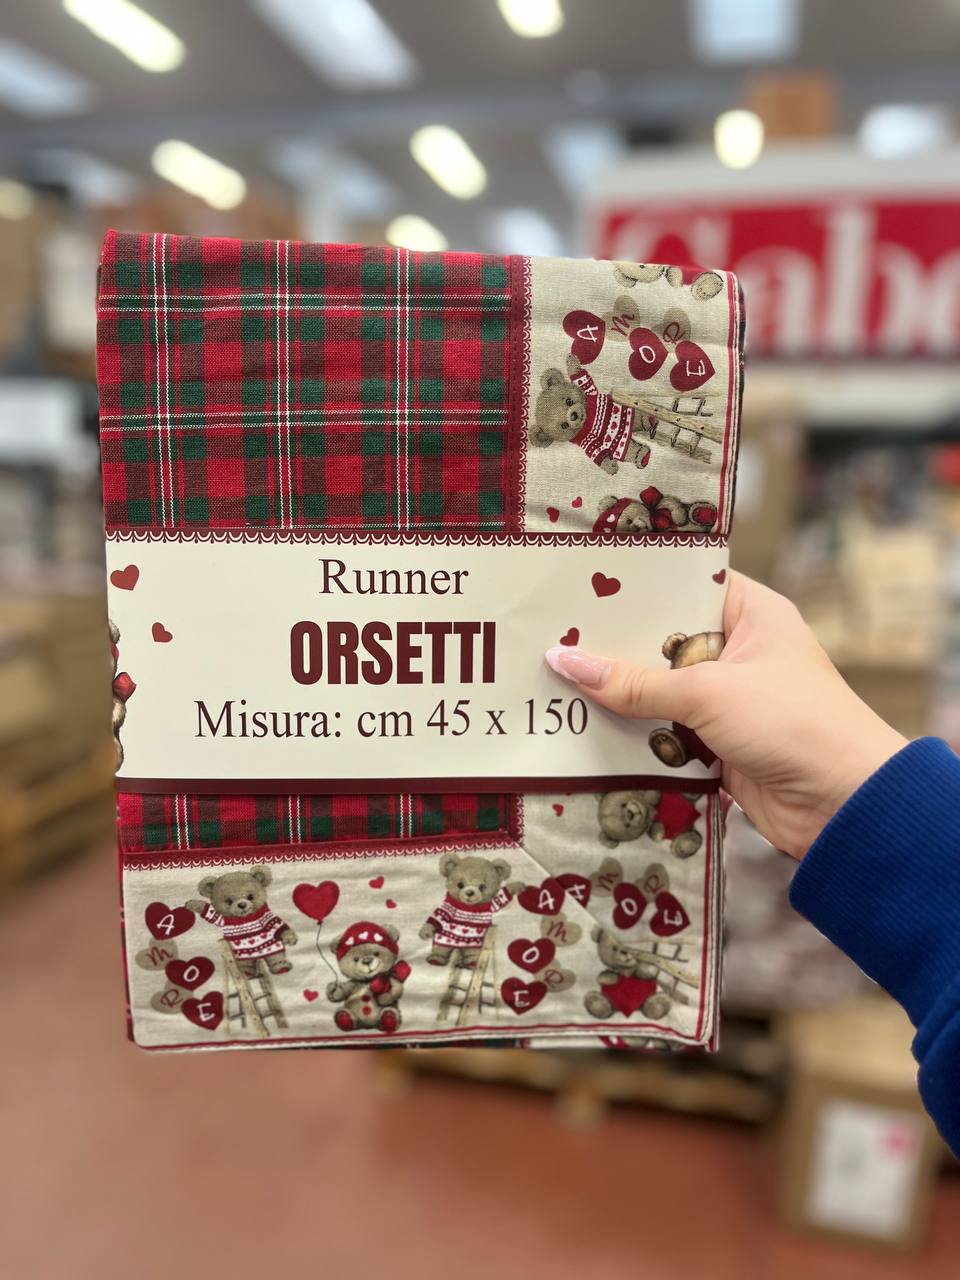 A M O R E
Runner
ORSETTI
Misura: cm 45 x 150
A M O R E
A M O R E
A M O R E